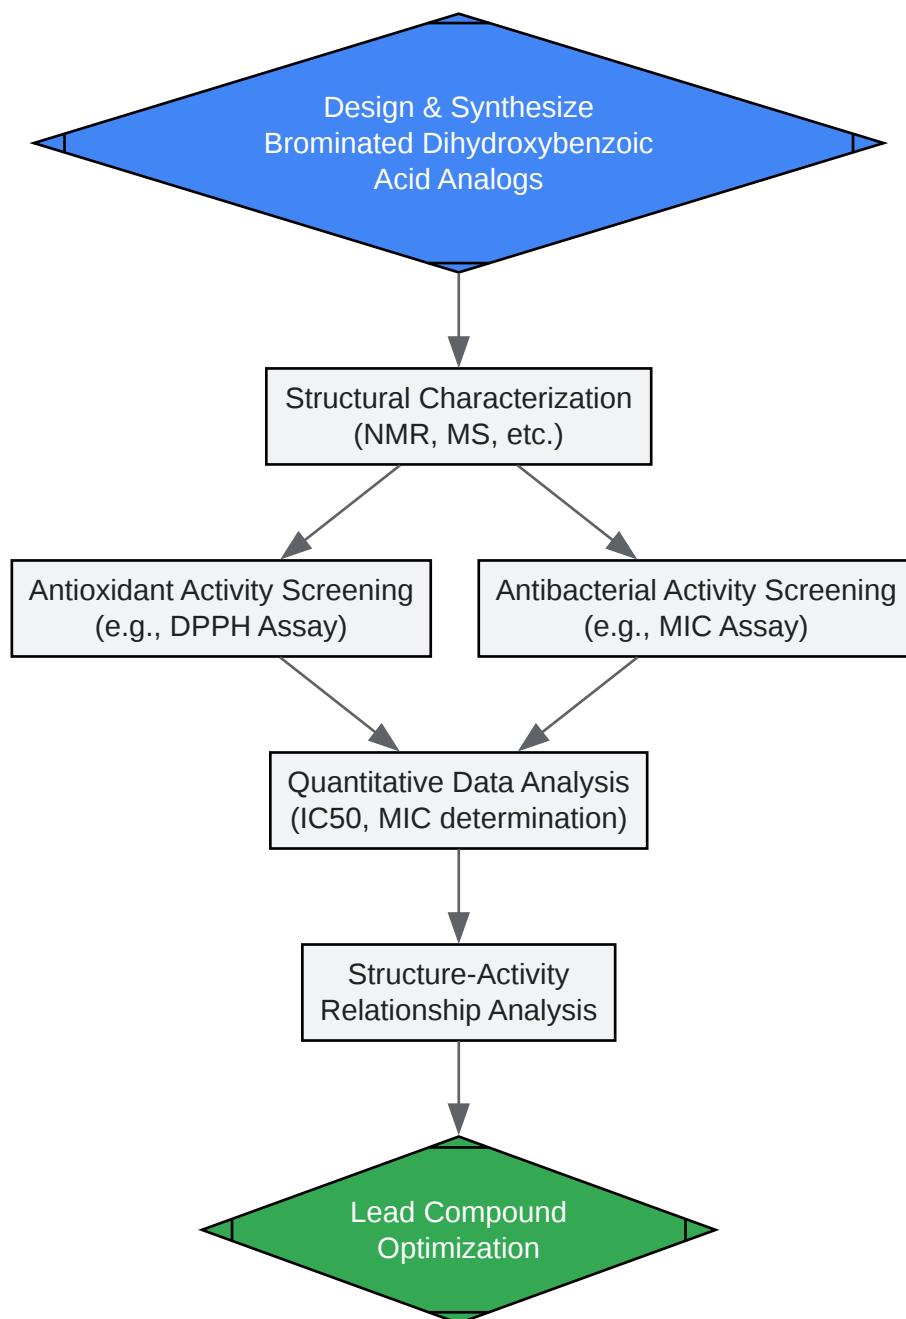 Design & Synthesize
Brominated Dihydroxybenzoic
Acid Analogs
Structural Characterization
(NMR, MS, etc.)
Antioxidant Activity Screening
(e.g., DPPH Assay)
Antibacterial Activity Screening
(e.g., MIC Assay)
Quantitative Data Analysis
(IC50, MIC determination)
Structure-Activity
Relationship Analysis
Lead Compound
Optimization